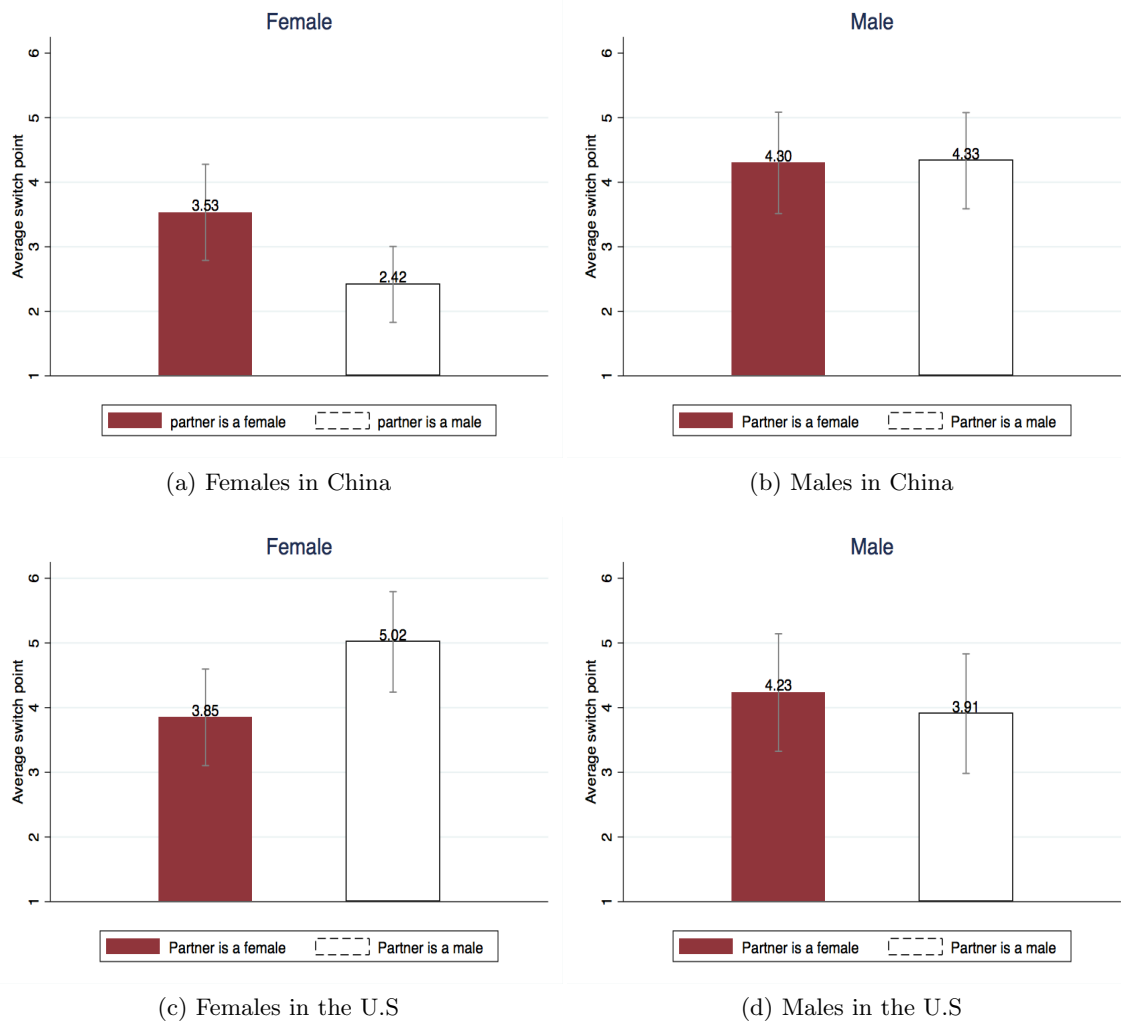 Female
Average switch point
6
5
4
3
2
1
3.53
2.42
partner is a female partner is a male
(a) Females in China
Male
Average switch point
6
5
4
3
2
1
4.30
4.33
Partner is a female Partner is a male
(b) Males in China
Female
Average switch point
6
5
4
3
2
1
3.85
5.02
Partner is a female Partner is a male
(c) Females in the U.S
Male
Average switch point
6
5
4
3
2
1
4.23
3.91
Partner is a female Partner is a male
(d) Males in the U.S